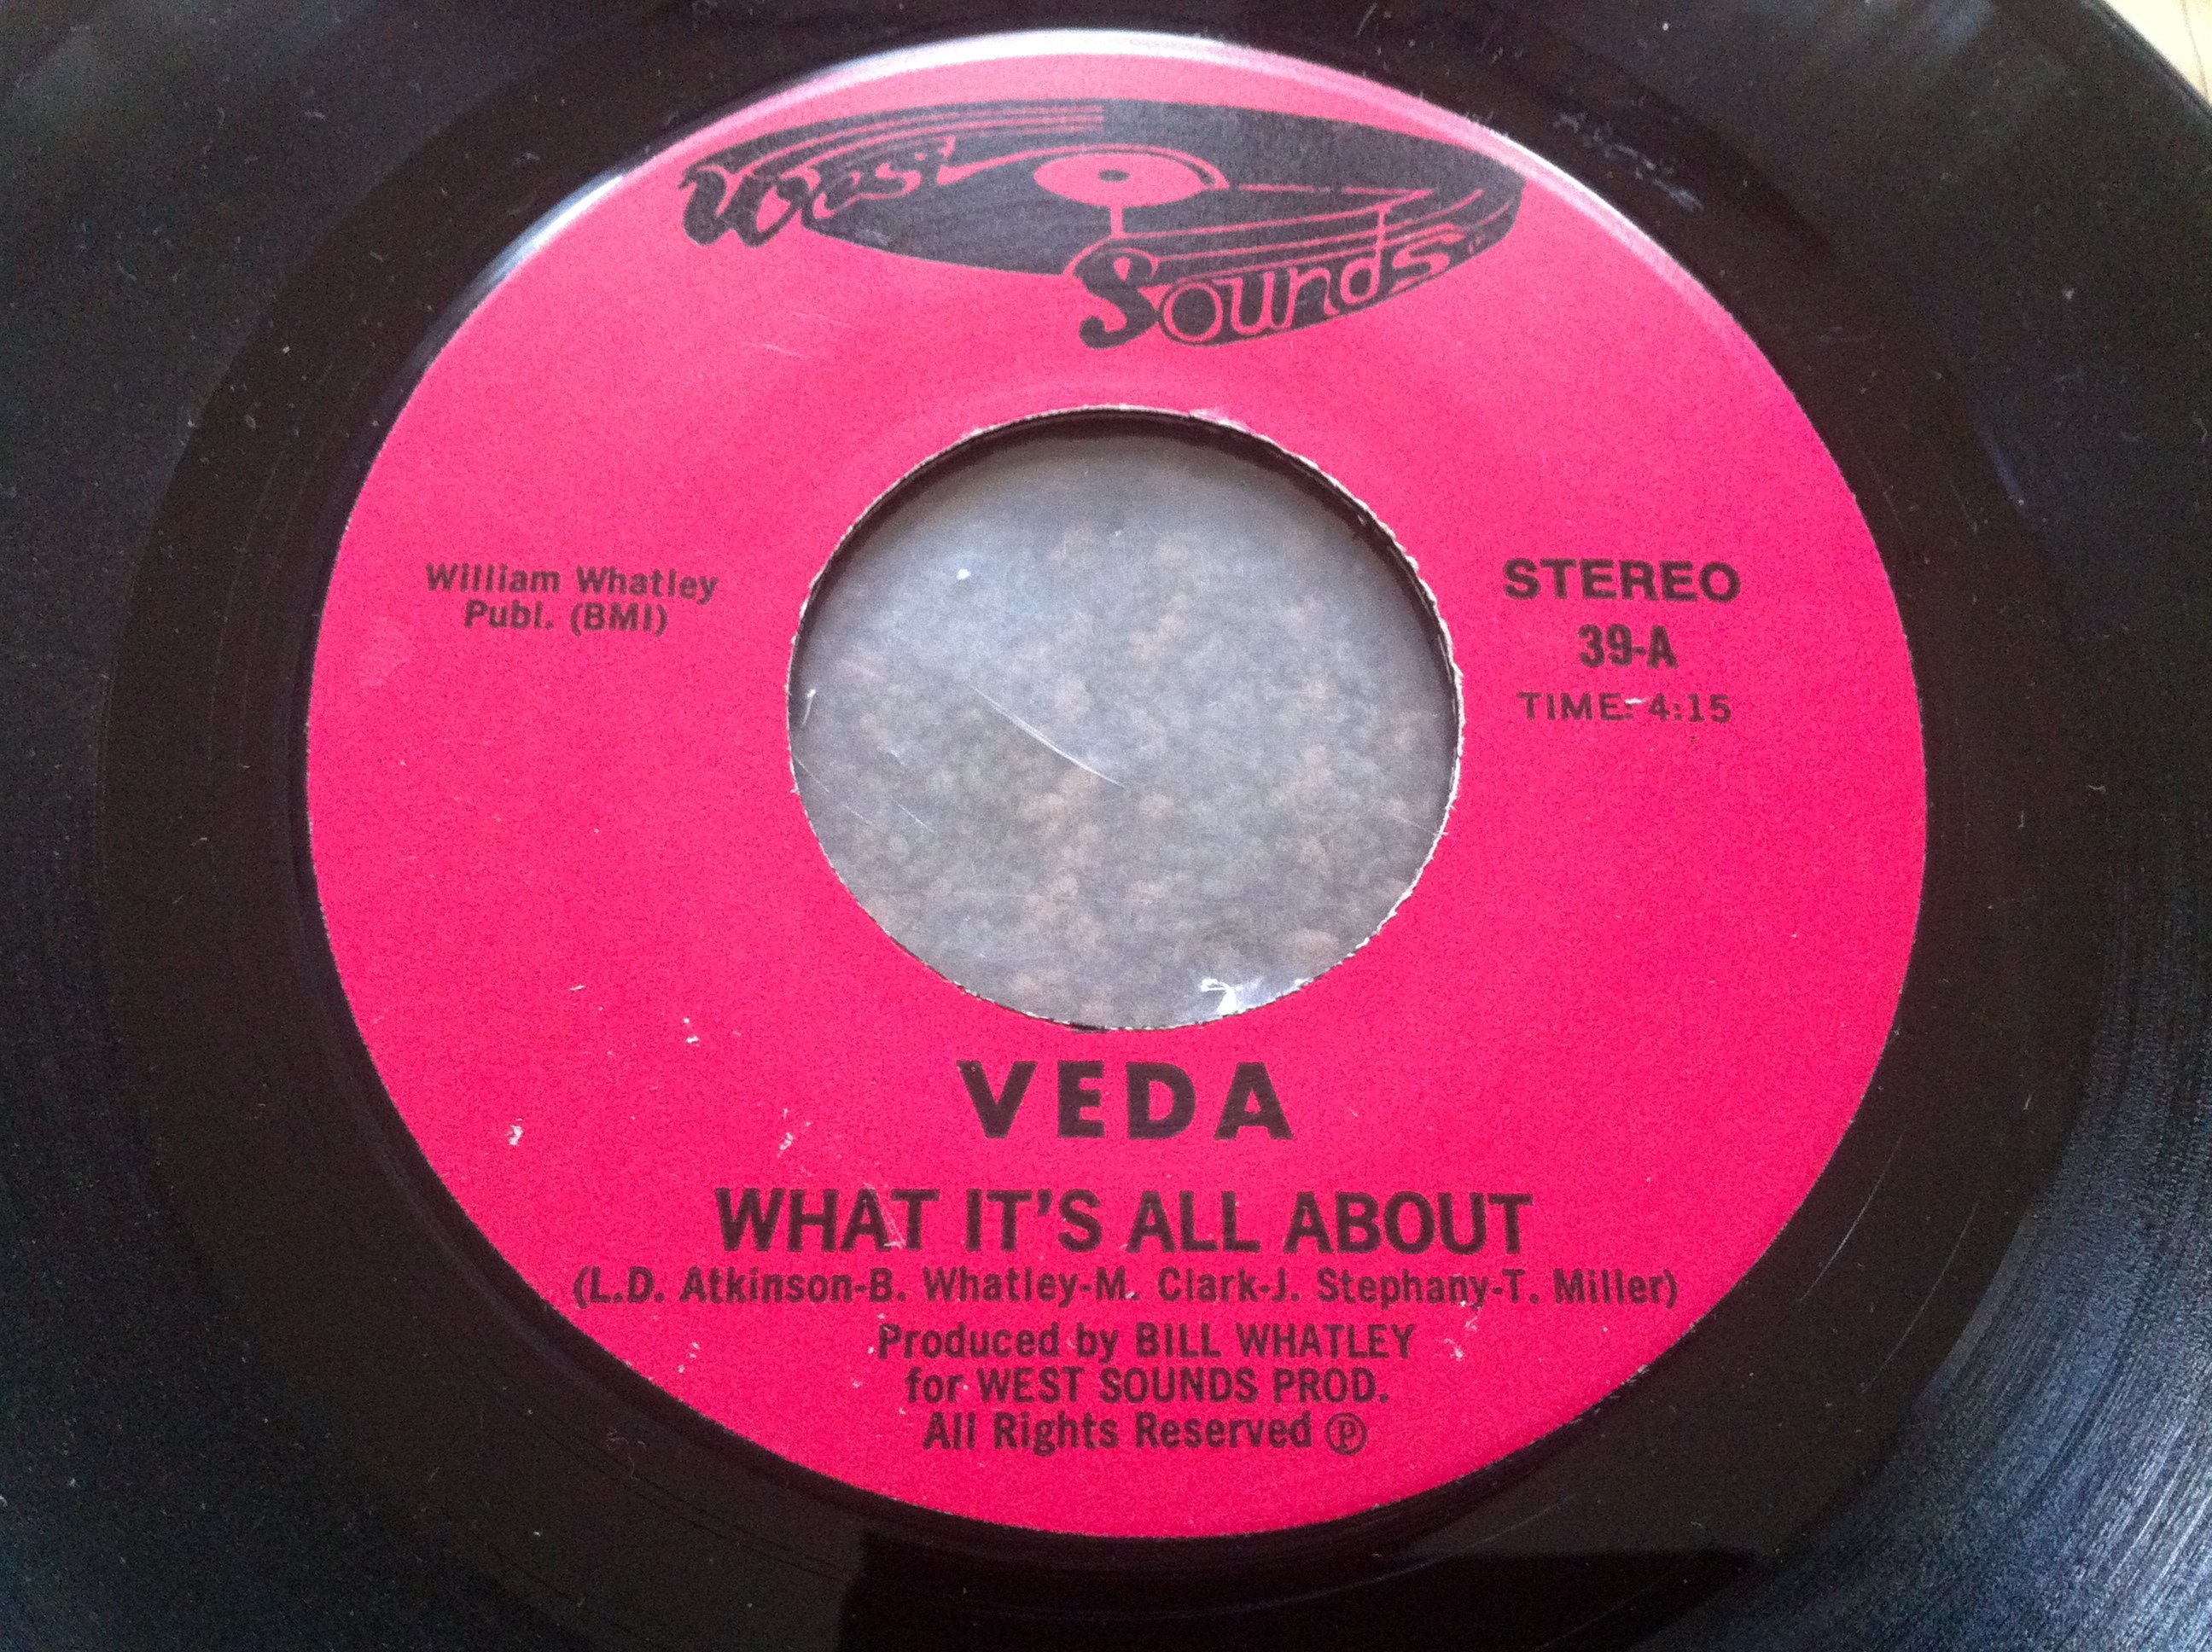 West
Sounds
William Whatley
Publ. (BMI)
STEREO
39-A
TIME: 4:15
VEDA
WHAT IT'S ALL ABOUT
(L.D. Atkinson-B. Whatley-M. Clark-J. Stephany-T. Miller)
Produced by BILL WHATLEY
for WEST SOUNDS PROD.
All Rights Reserved ℗